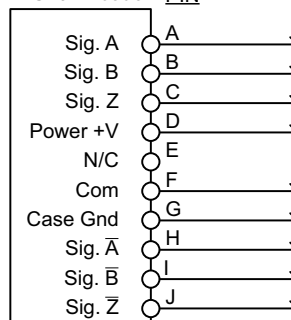 PIN
Sig. A A
Sig. B B
Sig. Z C
Power +V D
N/C E
Com F
Case Gnd G
Sig. A̅ H
Sig. B̅ I
Sig. Z̅ J